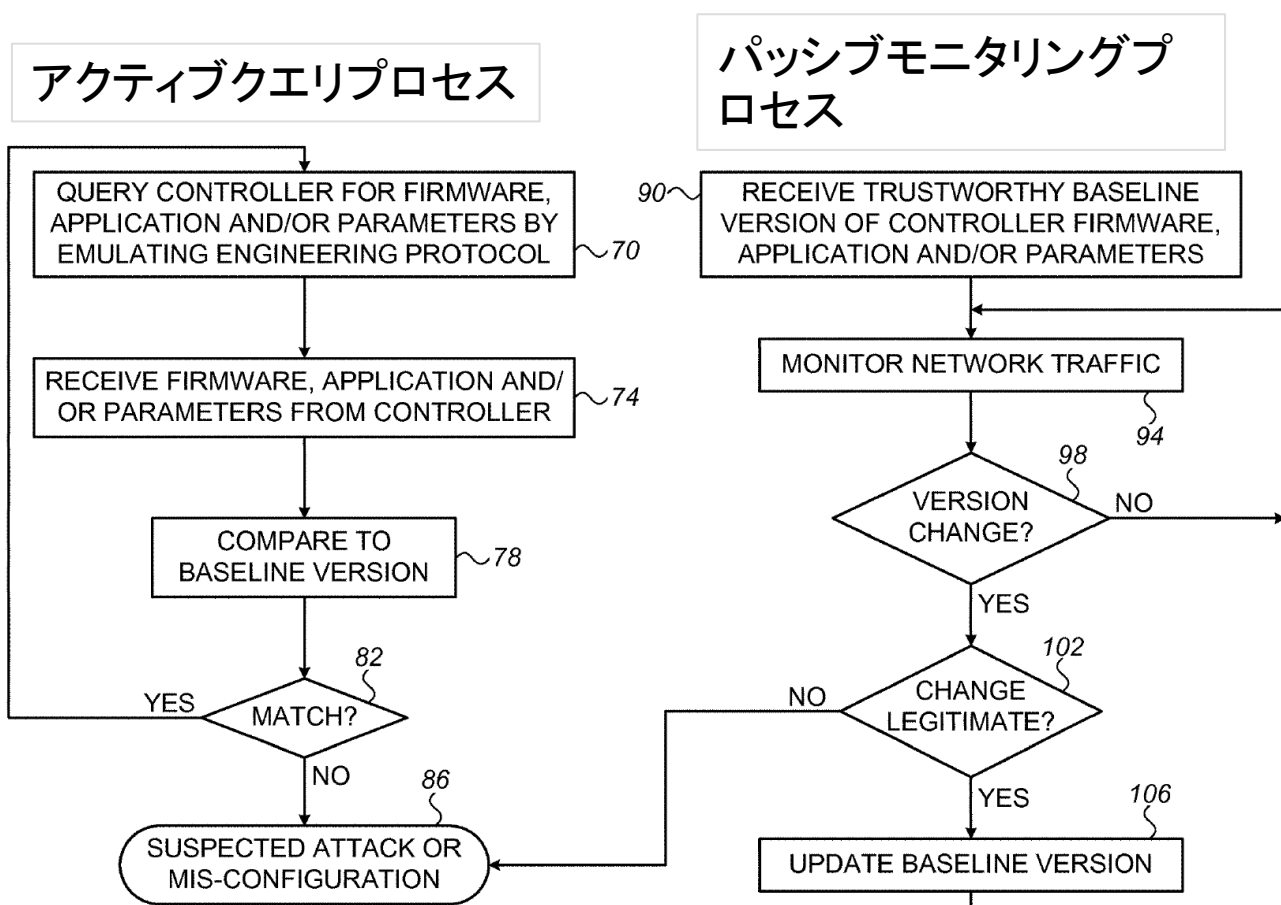 アクティブクエリプロセス
QUERY CONTROLLER FOR FIRMWARE,
APPLICATION AND/OR PARAMETERS BY
EMULATING ENGINEERING PROTOCOL
70
RECEIVE FIRMWARE, APPLICATION AND/
OR PARAMETERS FROM CONTROLLER
74
COMPARE TO
BASELINE VERSION
78
82
YES
MATCH?
NO
86
SUSPECTED ATTACK OR
MIS-CONFIGURATION
パッシブモニタリングプ
ロセス
90
RECEIVE TRUSTWORTHY BASELINE
VERSION OF CONTROLLER FIRMWARE,
APPLICATION AND/OR PARAMETERS
MONITOR NETWORK TRAFFIC
94
98
VERSION
CHANGE?
NO
YES
102
NO
CHANGE
LEGITIMATE?
YES
106
UPDATE BASELINE VERSION